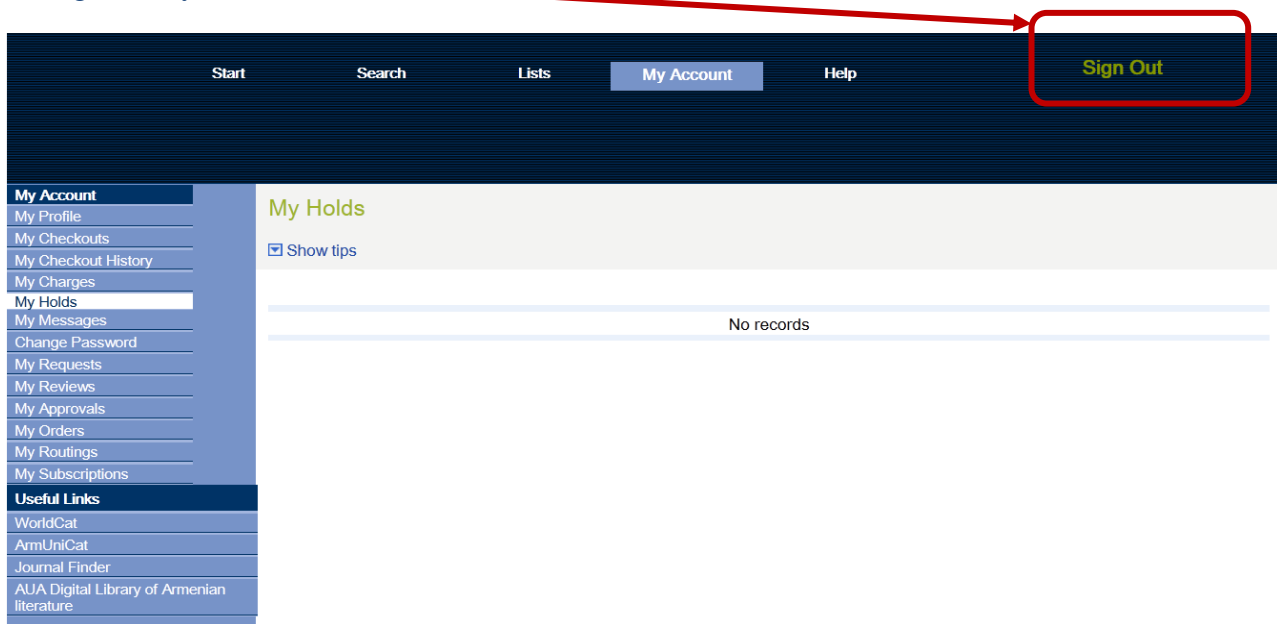 Start Search Lists My Account Help Sign Out
My Account
My Profile
My Checkouts
My Checkout History
My Charges
My Holds
My Messages
Change Password
My Requests
My Reviews
My Approvals
My Orders
My Routings
My Subscriptions
Useful Links
WorldCat
ArmUniCat
Journal Finder
AUA Digital Library of Armenian
literature
My Holds
Show tips
No records